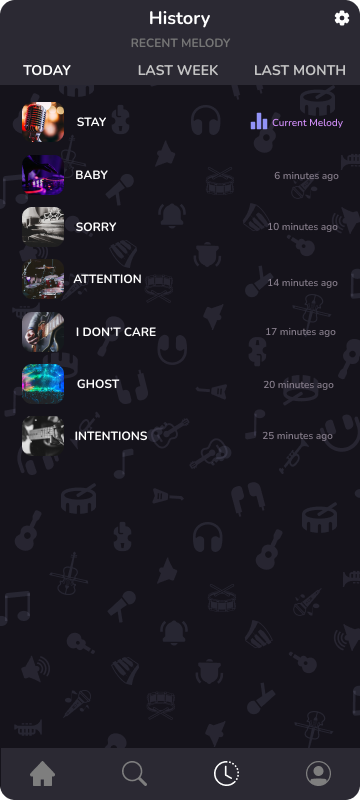 History
RECENT MELODY
TODAY LAST WEEK LAST MONTH
STAY Current Melody
BABY 6 minutes ago
SORRY 10 minutes ago
ATTENTION 14 minutes ago
I DON'T CARE 17 minutes ago
GHOST 20 minutes ago
INTENTIONS 25 minutes ago